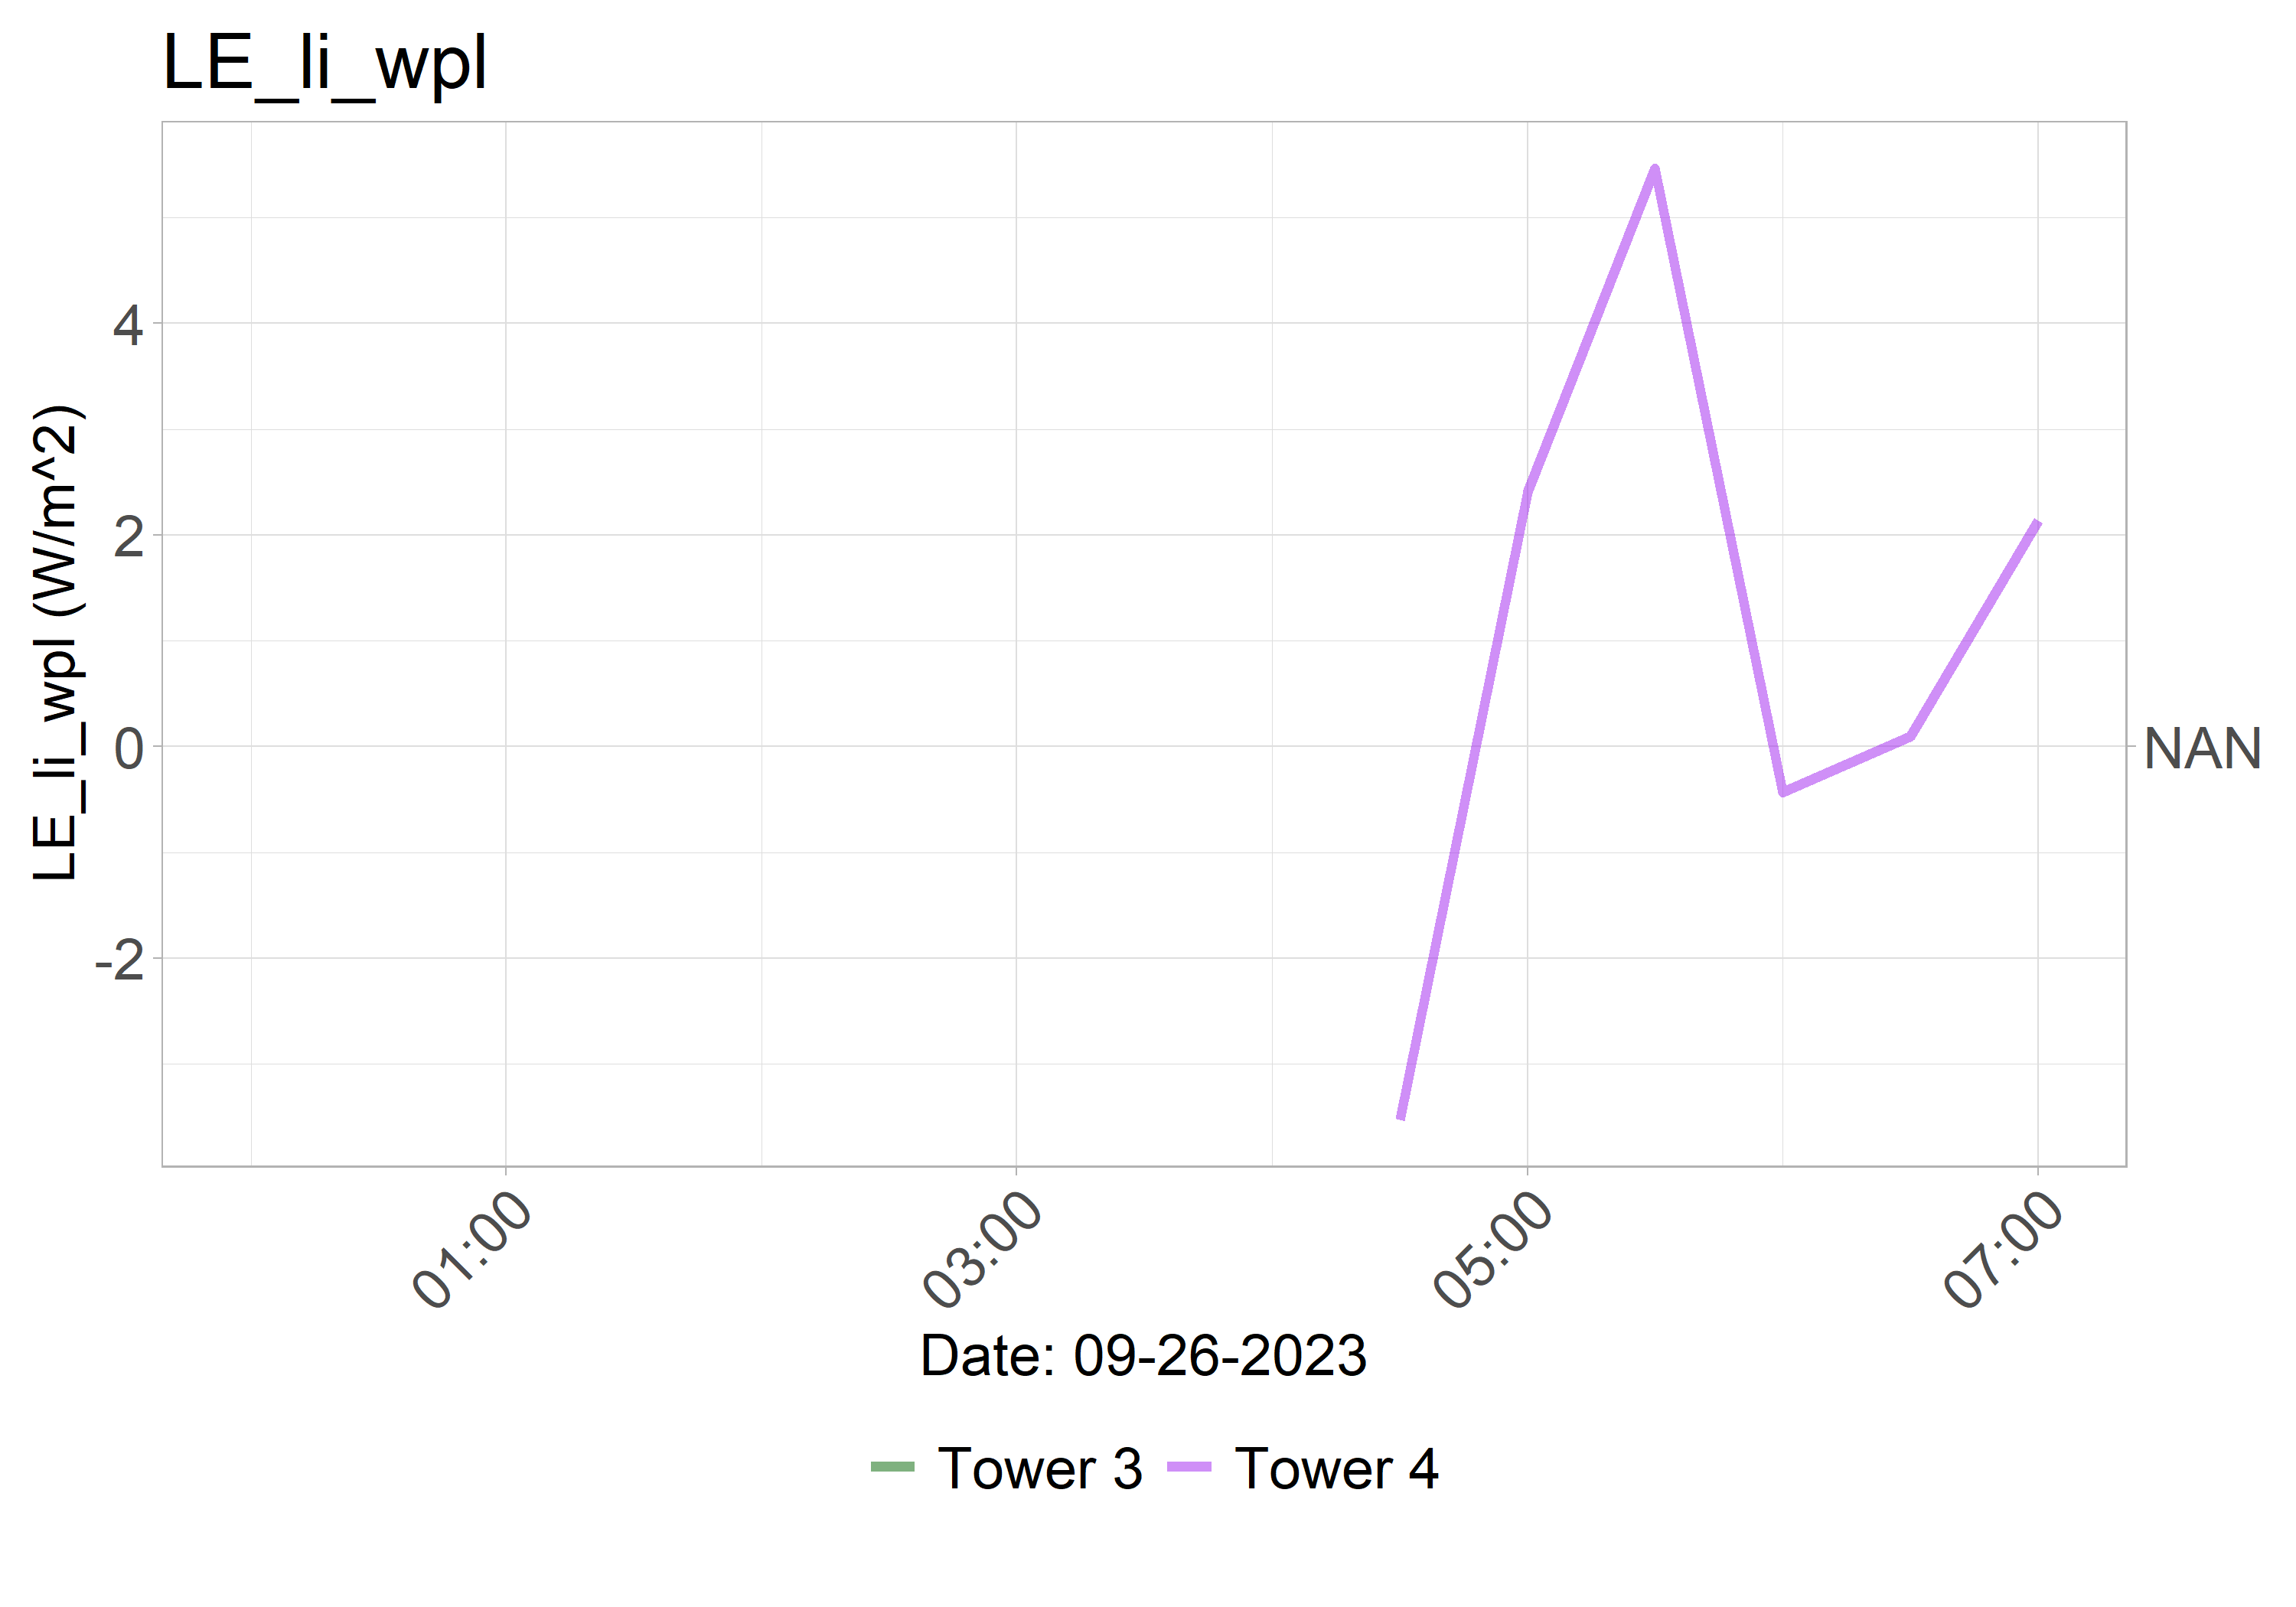 LE_li_wpl
LE_li_wpl (W/m^2)
4
2
0
-2
NAN
01:00
03:00
05:00
07:00
Date: 09-26-2023
Tower 3
Tower 4